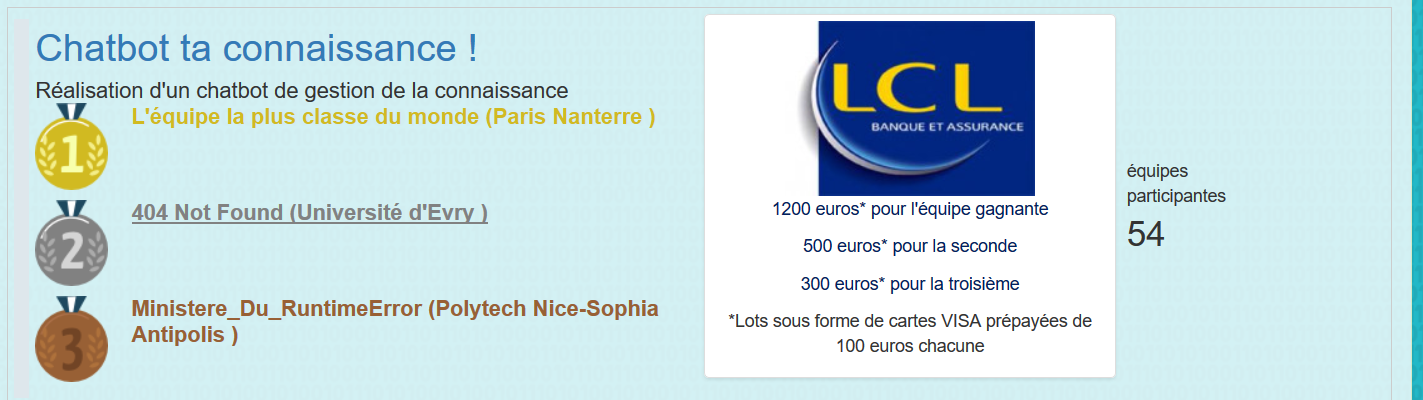 Chatbot ta connaissance !
Réalisation d'un chatbot de gestion de la connaissance
1
L'équipe la plus classe du monde (Paris Nanterre )
2
404 Not Found (Université d'Evry )
3
Ministere_Du_RuntimeError (Polytech Nice-Sophia
Antipolis )
LCL
BANQUE ET ASSURANCE
1200 euros* pour l'équipe gagnante
500 euros* pour la seconde
300 euros* pour la troisième
*Lots sous forme de cartes VISA prépayées de
100 euros chacune
équipes
participantes
54